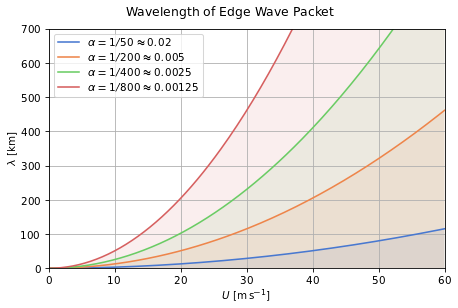 Wavelength of Edge Wave Packet
700
600
500
400
300
200
100
0
λ [km]
α = 1/50 ≈ 0.02
α = 1/200 ≈ 0.005
α = 1/400 ≈ 0.0025
α = 1/800 ≈ 0.00125
0 10 20 30 40 50 60
U [m s⁻¹]